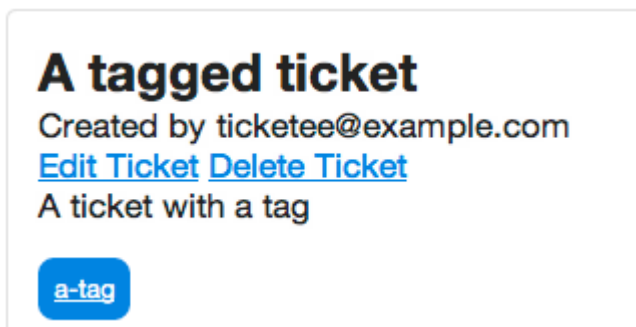 A tagged ticket
Created by ticketee@example.com
Edit Ticket Delete Ticket
A ticket with a tag
a-tag